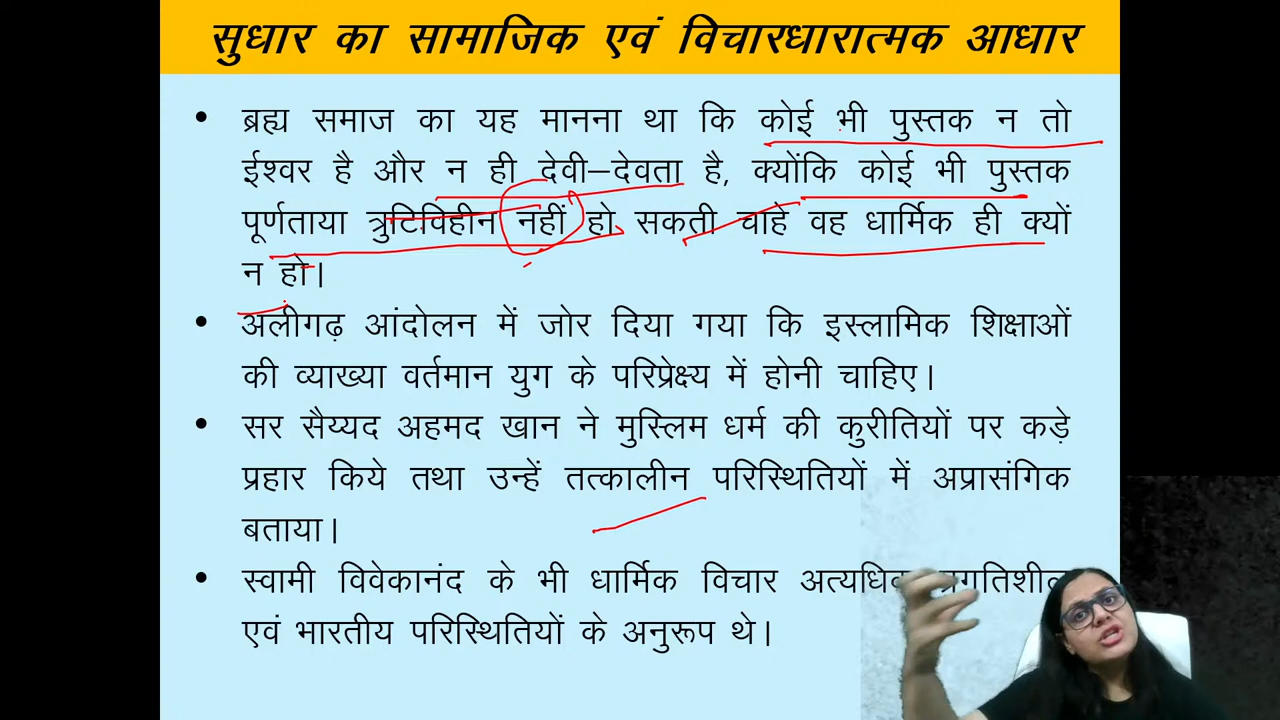 सुधार का सामाजिक एवं विचारधारात्मक आधार
• ब्रह्य समाज का यह मानना था कि कोई भी पुस्तक न तो
ईश्वर है और न ही देवी–देवता है, क्योंकि कोई भी पुस्तक
पूर्णताया त्रुटिविहीन नहीं हो सकती चाहे वह धार्मिक ही क्यों
न हो।
• अलीगढ़ आंदोलन में जोर दिया गया कि इस्लामिक शिक्षाओं
की व्याख्या वर्तमान युग के परिप्रेक्ष्य में होनी चाहिए।
• सर सैय्यद अहमद खान ने मुस्लिम धर्म की कुरीतियों पर कड़े
प्रहार किये तथा उन्हें तत्कालीन परिस्थितियों में अप्रासंगिक
बताया।
• स्वामी विवेकानंद के भी धार्मिक विचार अत्यधिक प्रगतिशील
एवं भारतीय परिस्थितियों के अनुरूप थे।